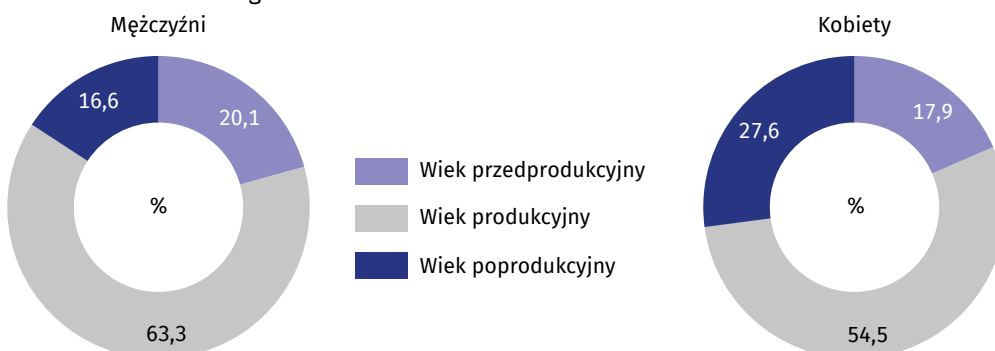 Mężczyźni
Kobiety
16,6
20,1
17,9
27,6
Wiek przedprodukcyjny
%
Wiek produkcyjny
%
Wiek poprodukcyjny
63,3
54,5